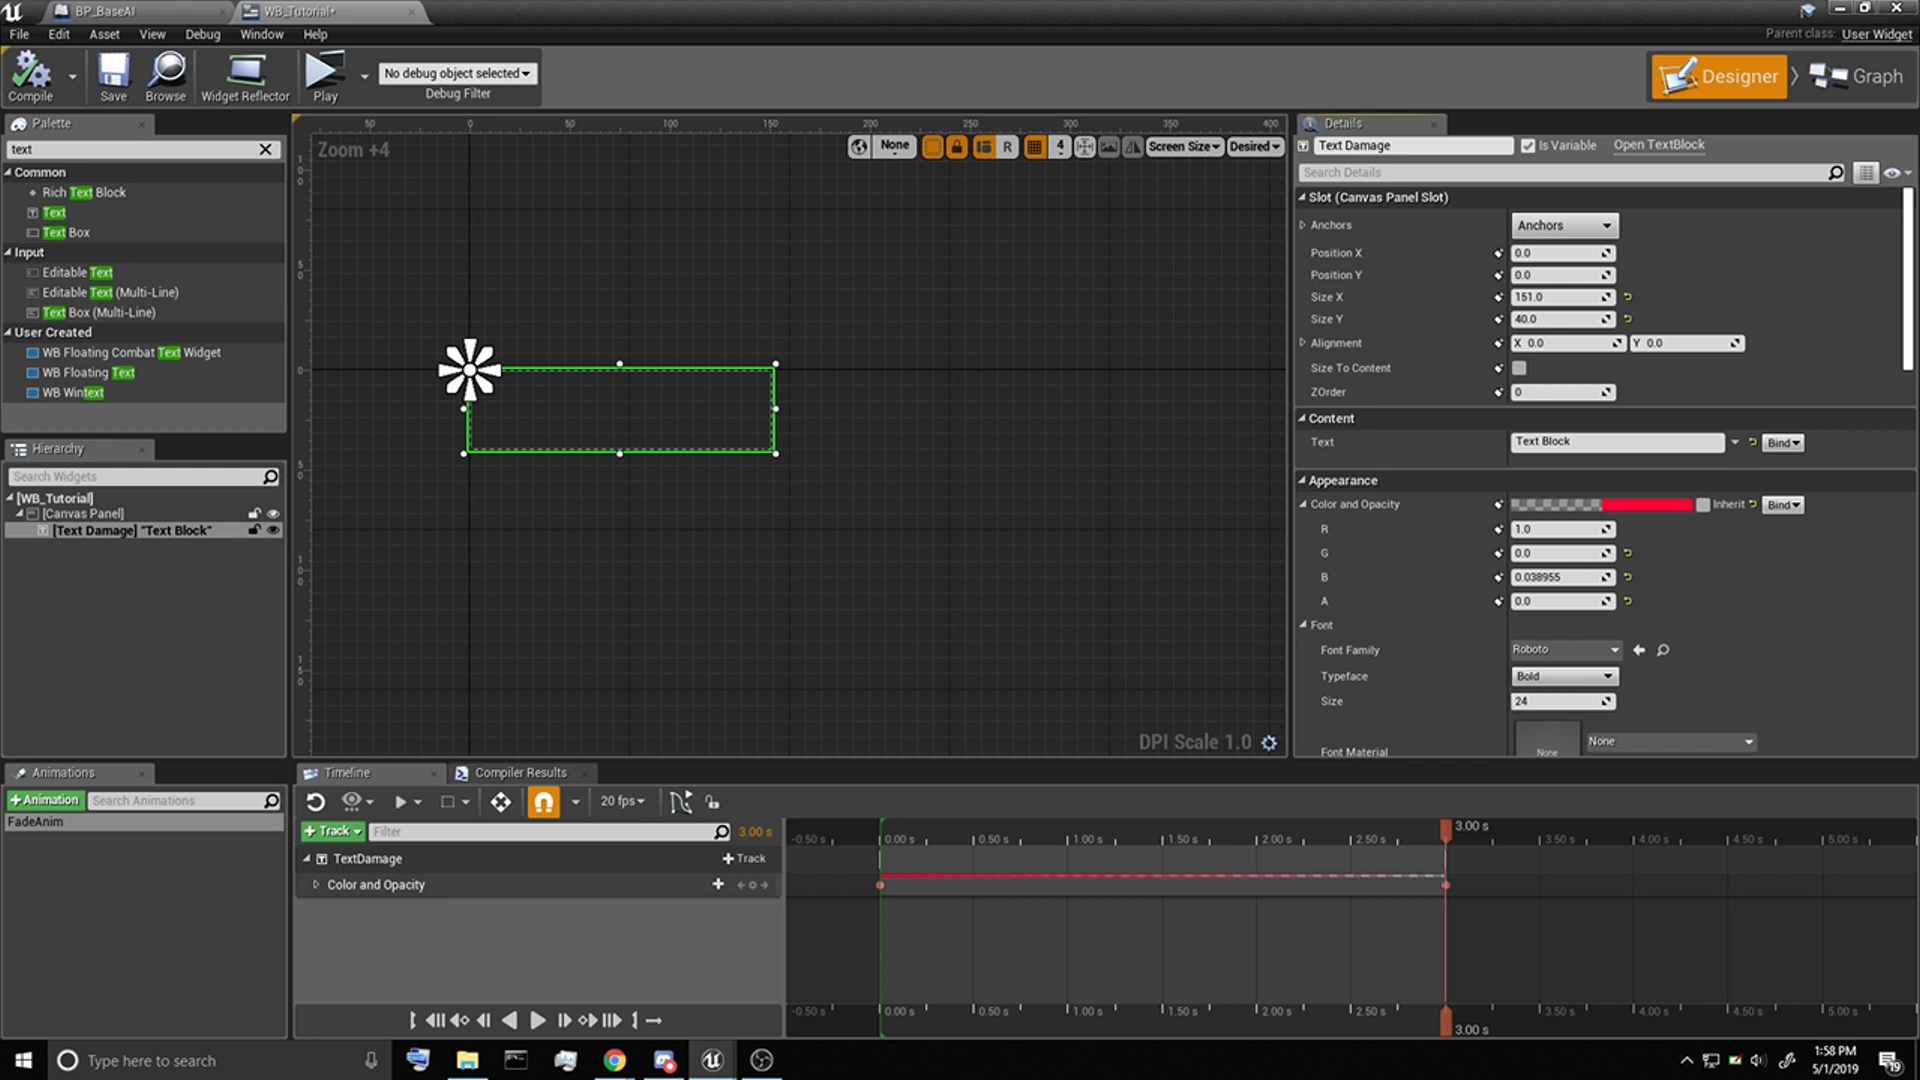 BP_BaseAI
WB_Tutorial*
File Edit Asset View Debug Window Help
Parent class: User Widget
Compile
Save
Browse
Widget Reflector
Play
No debug object selected
Debug Filter
Designer
Graph
Palette
text
Common
Rich Text Block
Text
Text Box
Input
Editable Text
Editable Text (Multi-Line)
Text Box (Multi-Line)
User Created
WB Floating Combat Text Widget
WB Floating Text
WB Wintext
Hierarchy
Search Widgets
[WB_Tutorial]
[Canvas Panel]
[Text Damage] "Text Block"
50 0 50 100 150 200 250 300 350 400
Zoom +4
None
R
4
Screen Size
Desired
DPI Scale 1.0
Details
Text Damage
Is Variable
Open TextBlock
Search Details
Slot (Canvas Panel Slot)
Anchors
Anchors
Position X 0.0
Position Y 0.0
Size X 151.0
Size Y 40.0
Alignment X 0.0 Y 0.0
Size To Content
ZOrder 0
Content
Text Text Block Bind
Appearance
Color and Opacity Inherit Bind
R 1.0
G 0.0
B 0.038955
A 0.0
Font
Font Family Roboto
Typeface Bold
Size 24
Font Material None None
Animations
+Animation Search Animations
FadeAnim
Timeline
Compiler Results
20 fps
+ Track Filter 3.00 s
TextDamage + Track
Color and Opacity
-0.50 s 0.00 s 0.50 s 1.00 s 1.50 s 2.00 s 2.50 s 3.00 s 3.50 s 4.00 s 4.50 s 5.00 s
-0.50 s 0.00 s 0.50 s 1.00 s 1.50 s 2.00 s 2.50 s 3.00 s 3.50 s 4.00 s 4.50 s 5.00 s
Type here to search
1:58 PM
5/1/2019
19